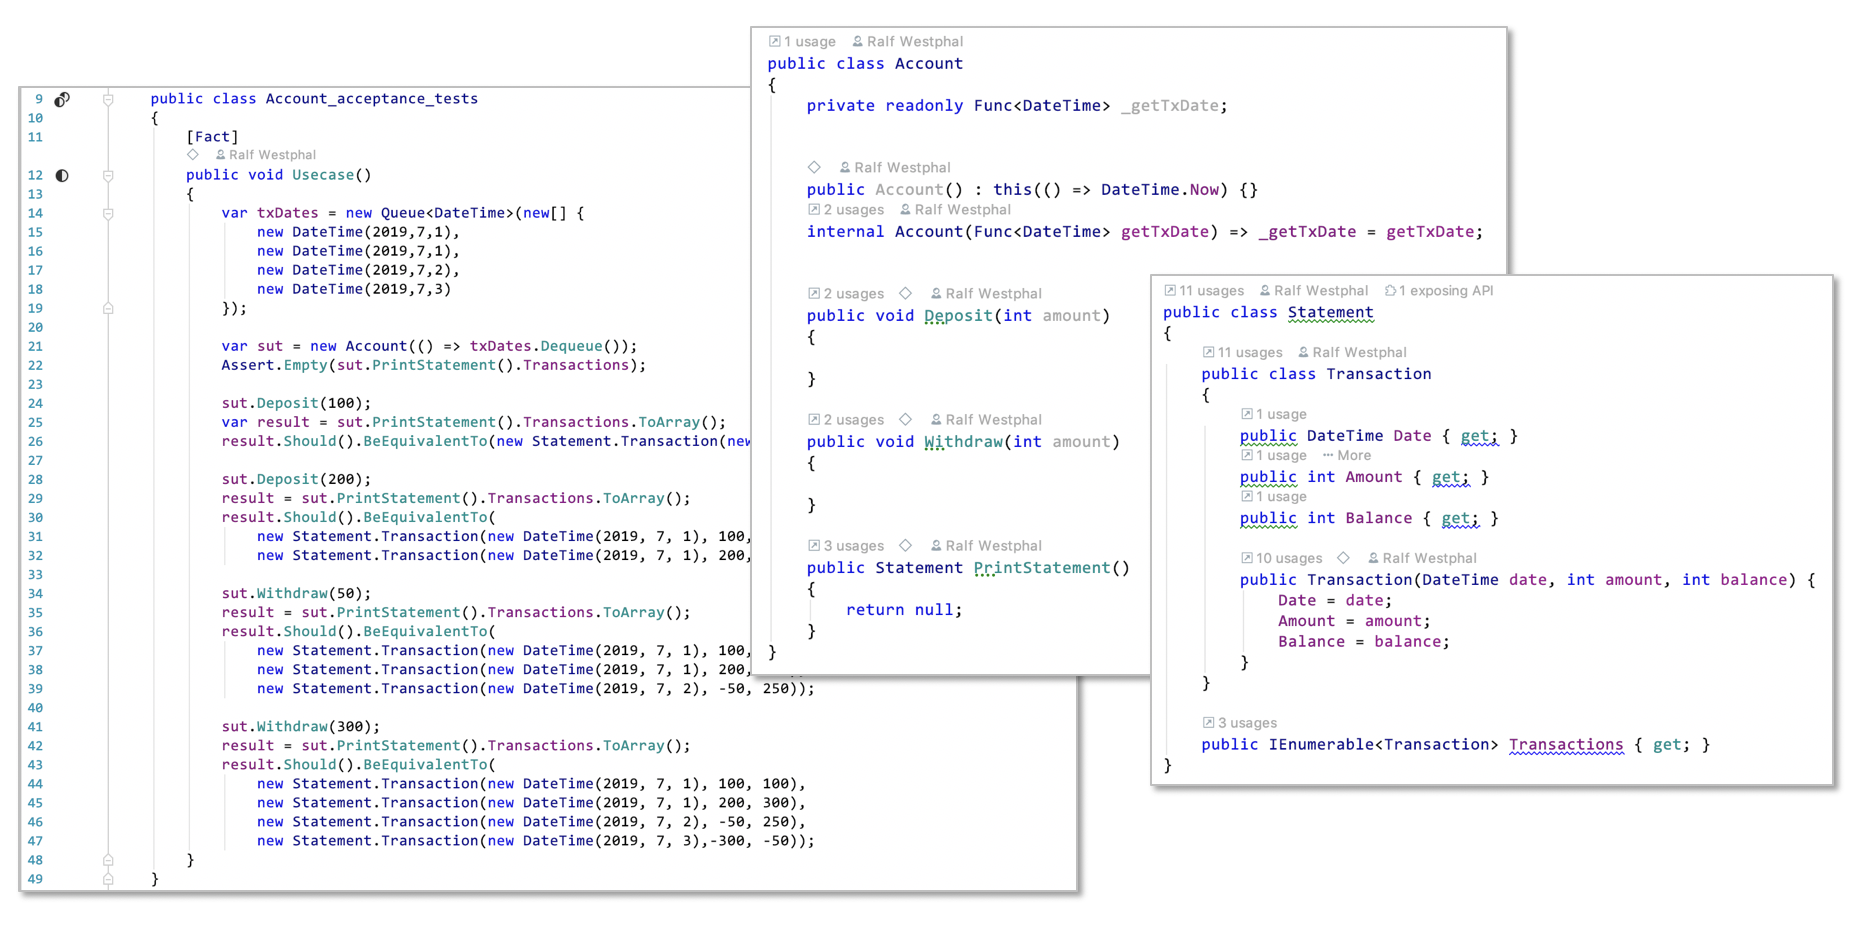 9 public class Account_acceptance_tests
10 {
11 [Fact]
Ralf Westphal
12 public void Usecase()
13 {
14 var txDates = new Queue<DateTime>(new[] {
15 new DateTime(2019,7,1),
16 new DateTime(2019,7,1),
17 new DateTime(2019,7,2),
18 new DateTime(2019,7,3)
19 });
20
21 var sut = new Account(() => txDates.Dequeue());
22 Assert.Empty(sut.PrintStatement().Transactions);
23
24 sut.Deposit(100);
25 var result = sut.PrintStatement().Transactions.ToArray();
26 result.Should().BeEquivalentTo(new Statement.Transaction(new
27
28 sut.Deposit(200);
29 result = sut.PrintStatement().Transactions.ToArray();
30 result.Should().BeEquivalentTo(
31 new Statement.Transaction(new DateTime(2019, 7, 1), 100,
32 new Statement.Transaction(new DateTime(2019, 7, 1), 200,
33
34 sut.Withdraw(50);
35 result = sut.PrintStatement().Transactions.ToArray();
36 result.Should().BeEquivalentTo(
37 new Statement.Transaction(new DateTime(2019, 7, 1), 100,
38 new Statement.Transaction(new DateTime(2019, 7, 1), 200,
39 new Statement.Transaction(new DateTime(2019, 7, 2), -50, 250));
40
41 sut.Withdraw(300);
42 result = sut.PrintStatement().Transactions.ToArray();
43 result.Should().BeEquivalentTo(
44 new Statement.Transaction(new DateTime(2019, 7, 1), 100, 100),
45 new Statement.Transaction(new DateTime(2019, 7, 1), 200, 300),
46 new Statement.Transaction(new DateTime(2019, 7, 2), -50, 250),
47 new Statement.Transaction(new DateTime(2019, 7, 3),-300, -50));
48 }
49 }
1 usage Ralf Westphal
public class Account
{
private readonly Func<DateTime> _getTxDate;
Ralf Westphal
public Account() : this(() => DateTime.Now) {}
2 usages Ralf Westphal
internal Account(Func<DateTime> getTxDate) => _getTxDate = getTxDate;
2 usages Ralf Westphal
public void Deposit(int amount)
{
}
2 usages Ralf Westphal
public void Withdraw(int amount)
{
}
3 usages Ralf Westphal
public Statement PrintStatement()
{
return null;
}
}
11 usages Ralf Westphal 1 exposing API
public class Statement
{
11 usages Ralf Westphal
public class Transaction
{
1 usage
public DateTime Date { get; }
1 usage ··· More
public int Amount { get; }
1 usage
public int Balance { get; }
10 usages Ralf Westphal
public Transaction(DateTime date, int amount, int balance) {
Date = date;
Amount = amount;
Balance = balance;
}
}
3 usages
public IEnumerable<Transaction> Transactions { get; }
}